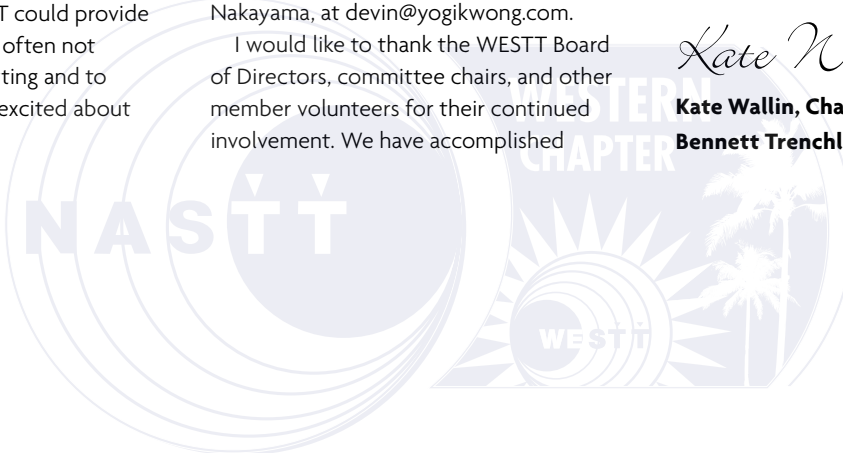 T could provide
often not
ting and to
excited about
Nakayama, at devin@yogikwong.com.
I would like to thank the WESTT Board
of Directors, committee chairs, and other
member volunteers for their continued
involvement. We have accomplished
Kate
Kate Wallin, Cha
Bennett Trenchl
NASTT
WESTERN
CHAPTER
WESTT